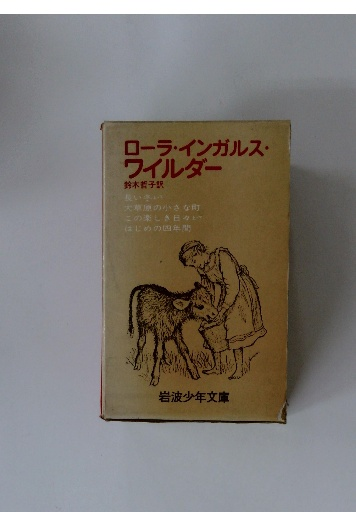 ローラ・インガルス・
ワイルダー
鈴木哲子訳
長い冬
大草原の小さな町
この楽しき日々
はじめの四年間
岩波少年文庫